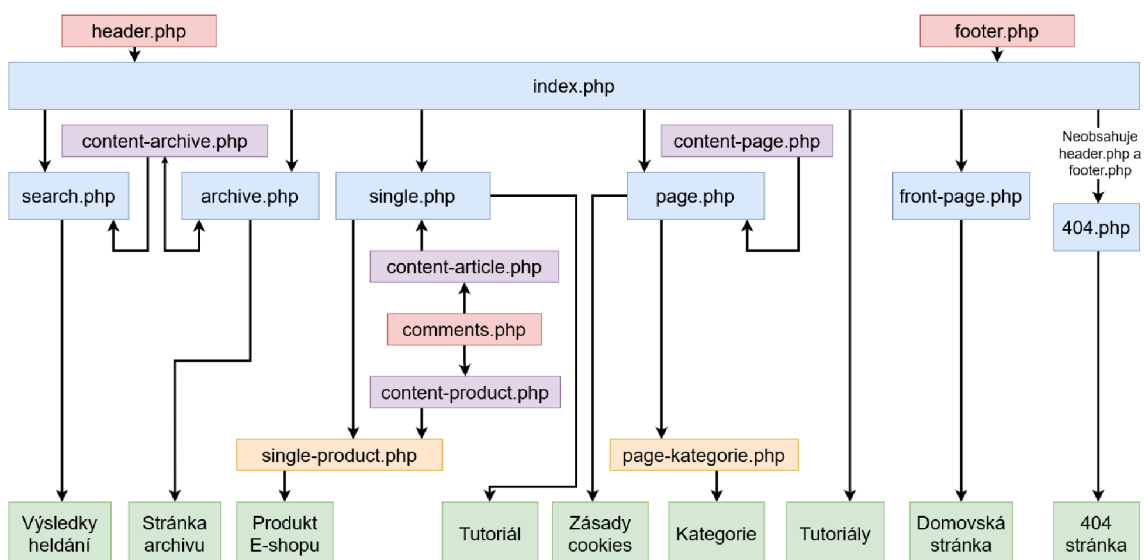 header.php
footer.php
index.php
content-archive.php
content-page.php
Neobsahuje
header.php a
footer.php
search.php
archive.php
single.php
page.php
front-page.php
404.php
content-article.php
comments.php
content-product.php
single-product.php
page-kategorie.php
Výsledky
heldání
Stránka
archivu
Produkt
E-shopu
Tutoriál
Zásady
cookies
Kategorie
Tutoriály
Domovská
stránka
404
stránka